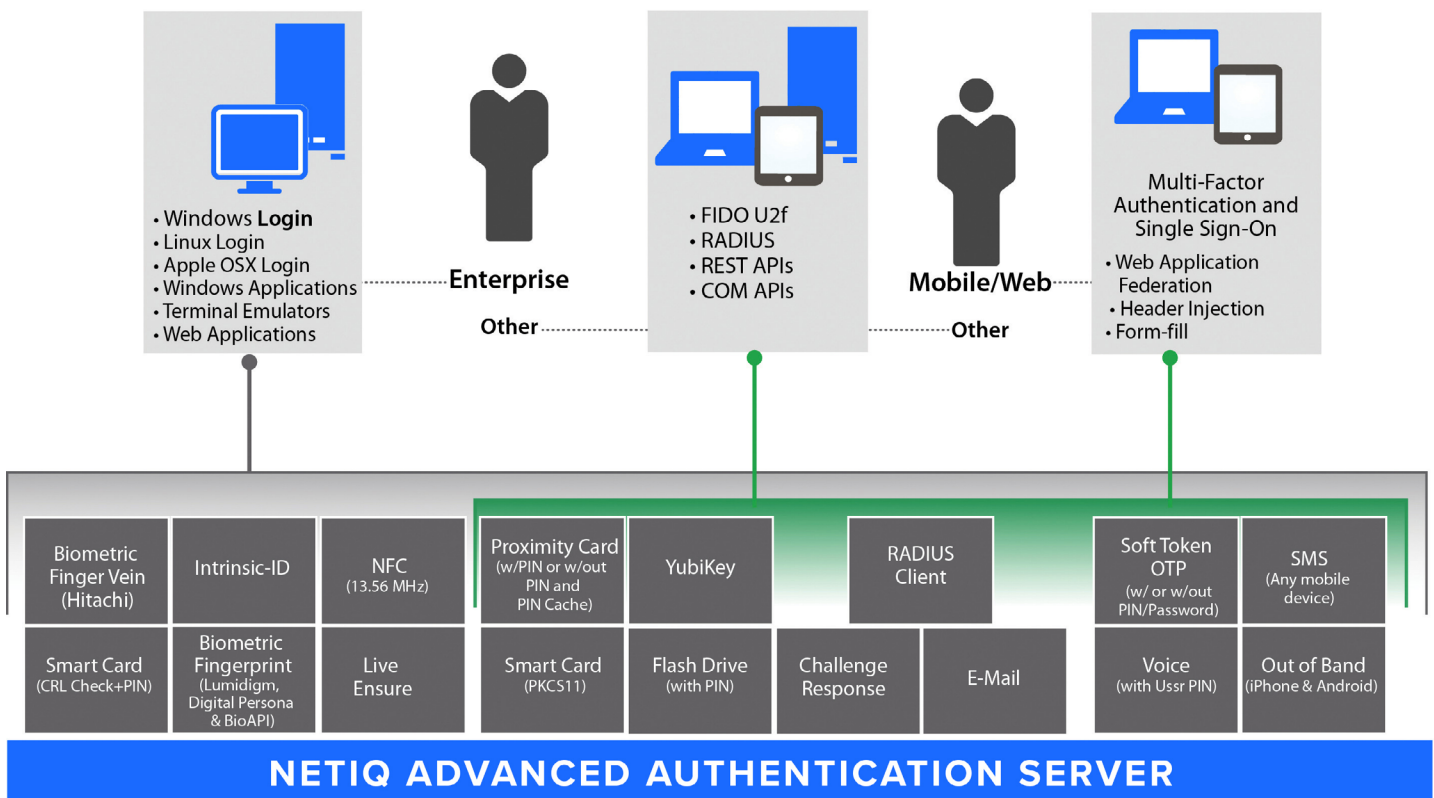 • Windows Login
• Linux Login
• Apple OSX Login
• Windows Applications
• Terminal Emulators
• Web Applications
Enterprise
Other
• FIDO U2f
• RADIUS
• REST APIs
• COM APIs
Mobile/Web
Other
Multi-Factor
Authentication and
Single Sign-On
• Web Application
Federation
• Header Injection
• Form-fill
Biometric
Finger Vein
(Hitachi)
Intrinsic-ID
NFC
(13.56 MHz)
Proximity Card
(w/PIN or w/out
PIN and
PIN Cache)
YubiKey
RADIUS
Client
Soft Token
OTP
(w/ or w/out
PIN/Password)
SMS
(Any mobile
device)
Smart Card
(CRL Check+PIN)
Biometric
Fingerprint
(Lumidigm,
Digital Persona
& BioAPI)
Live
Ensure
Smart Card
(PKCS11)
Flash Drive
(with PIN)
Challenge
Response
E-Mail
Voice
(with Ussr PIN)
Out of Band
(iPhone & Android)
NETIQ ADVANCED AUTHENTICATION SERVER